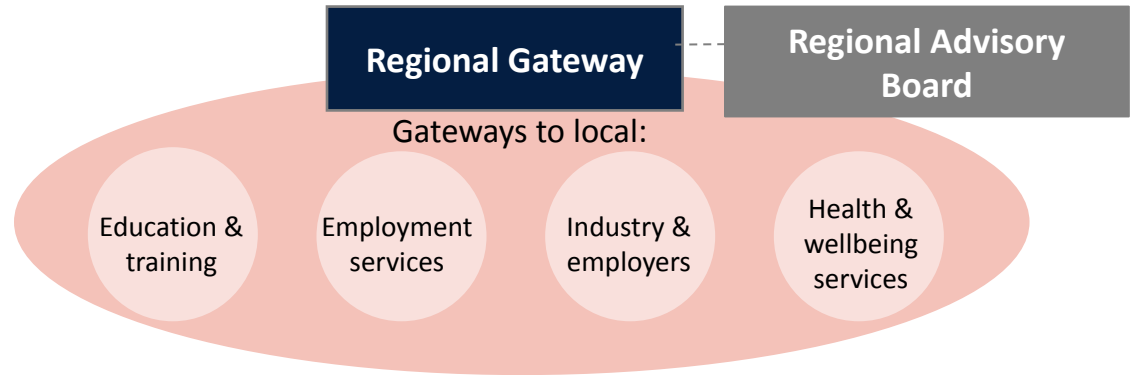 Regional Gateway
Regional Advisory
Board
Gateways to local:
Education &
training
Employment
services
Industry &
employers
Health &
wellbeing
services